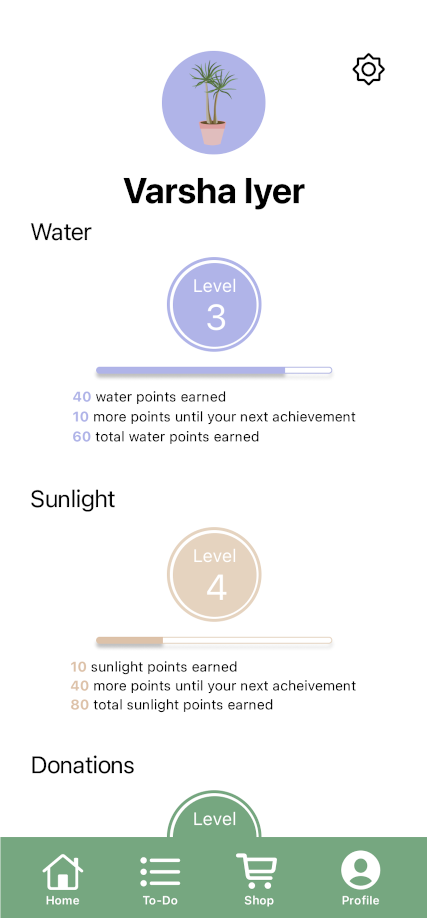 Varsha Iyer
Water
Level
3
40 water points earned
10 more points until your next achievement
60 total water points earned
Sunlight
Level
4
10 sunlight points earned
40 more points until your next acheivement
80 total sunlight points earned
Donations
Level
Home To-Do Shop Profile